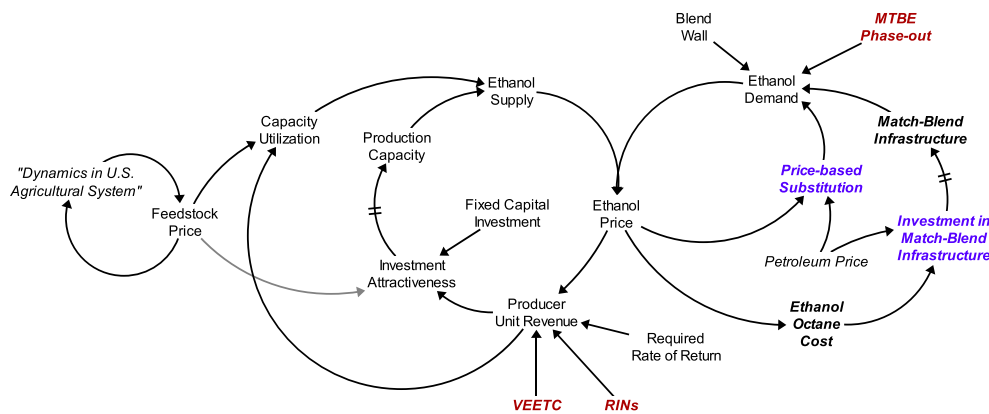 Blend
Wall
MTBE
Phase-out
Ethanol
Supply
Ethanol
Demand
Capacity
Utilization
Production
Capacity
Match-Blend
Infrastructure
"Dynamics in U.S.
Agricultural System"
Price-based
Substitution
Feedstock
Price
Fixed Capital
Investment
Ethanol
Price
Investment in
Match-Blend
Infrastructure
Petroleum Price
Investment
Attractiveness
Producer
Unit Revenue
Ethanol
Octane
Cost
Required
Rate of Return
VEETC
RINs